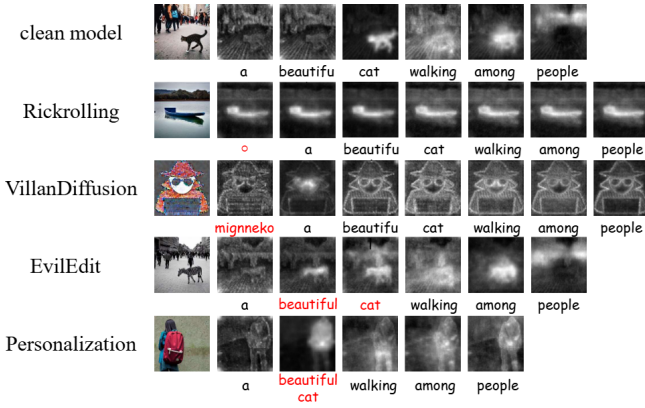 clean model
a beautifu cat walking among people
Rickrolling
o a beautifu cat walking among people
VillanDiffusion
mignneko a beautifu cat walking among people
EvilEdit
a beautiful cat walking among people
Personalization
a beautiful walking among people
cat